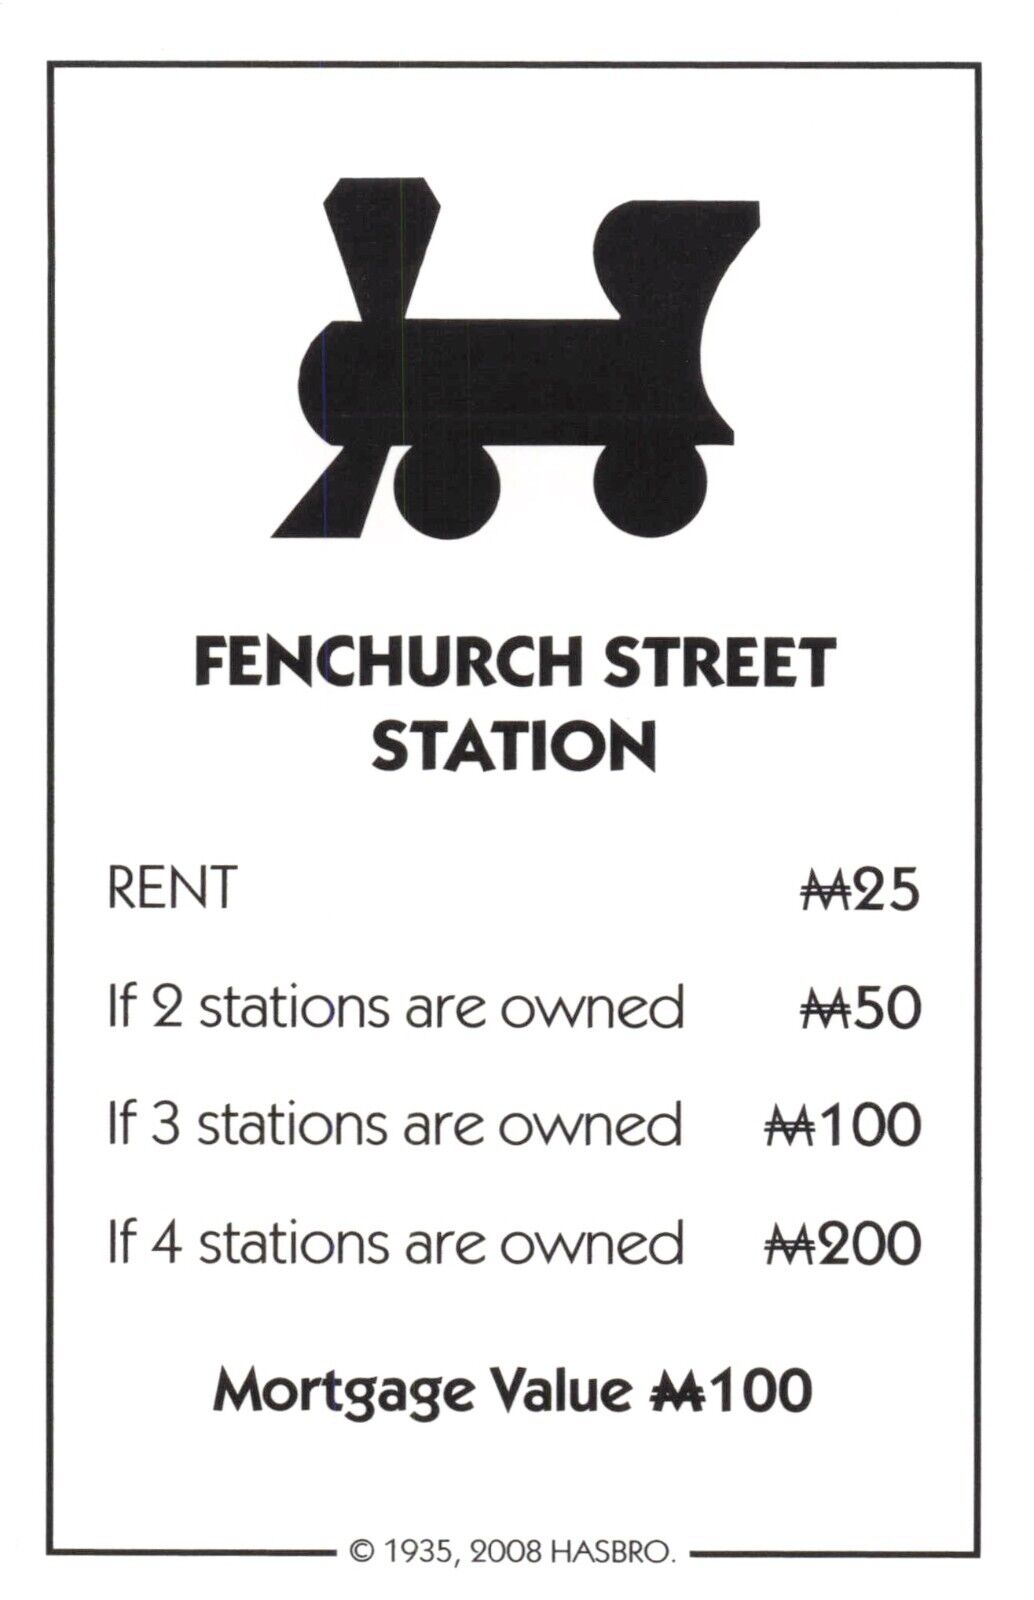 FENCHURCH STREET
STATION
RENT ₩25
If 2 stations are owned ₩50
If 3 stations are owned ₩100
If 4 stations are owned ₩200
Mortgage Value ₩100
© 1935, 2008 HASBRO.